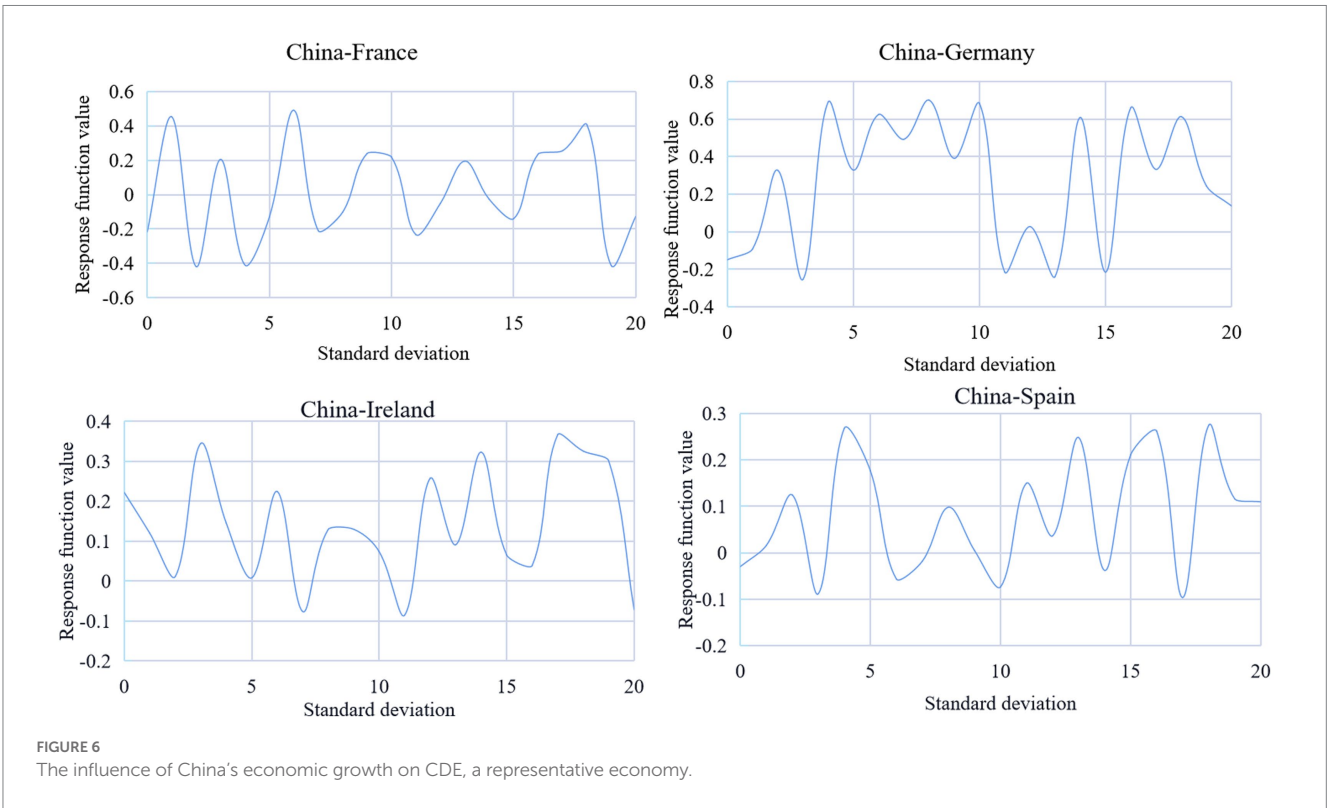 China-France
Response function value
0.6
0.4
0.2
0
-0.2
-0.4
-0.6
0 5 10 15 20
Standard deviation
China-Germany
Response function value
0.8
0.6
0.4
0.2
0
-0.2
-0.4
0 5 10 15 20
Standard deviation
China-Ireland
Response function value
0.4
0.3
0.2
0.1
0
-0.1
-0.2
0 5 10 15 20
Standard deviation
China-Spain
Response function value
0.3
0.2
0.1
0
-0.1
-0.2
0 5 10 15 20
Standard deviation
FIGURE 6
The influence of China’s economic growth on CDE, a representative economy.